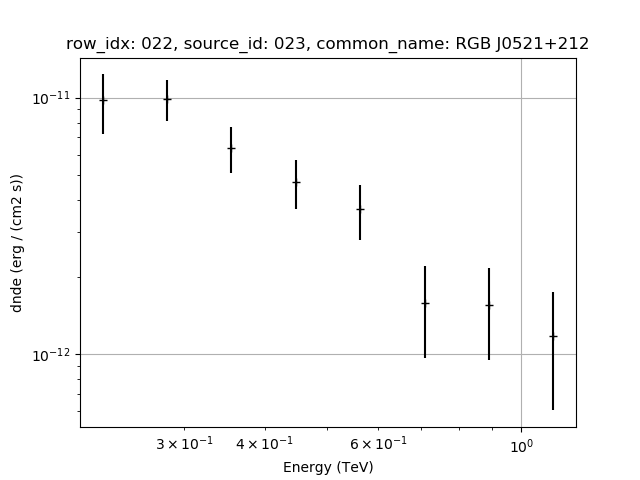 row_idx: 022, source_id: 023, common_name: RGB J0521+212
dnde (erg / (cm2 s))
10⁻¹¹
10⁻¹²
3 × 10⁻¹ 4 × 10⁻¹ 6 × 10⁻¹ 10⁰
Energy (TeV)